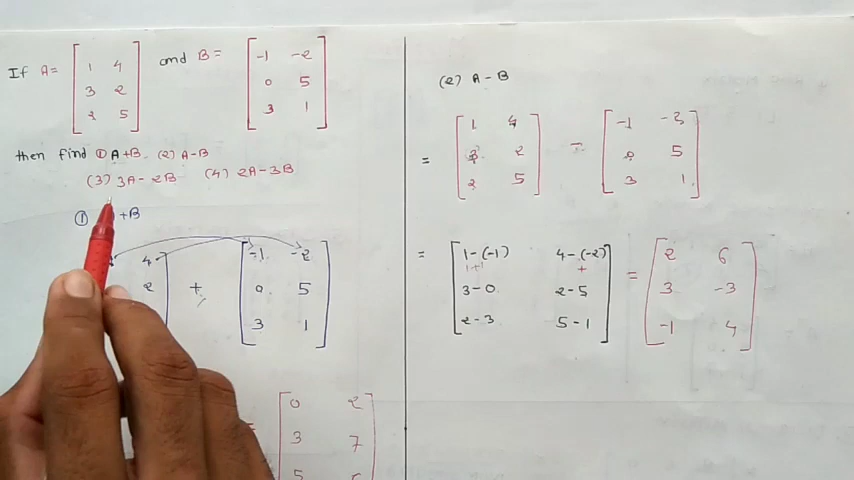 If A = [ 1 4 and B = [ -1 -2
3 2 0 5
2 5 ] 3 1 ]
then find ① A+B (2) A-B
(3) 3A - 2B (4) 2A - 3B
① +B
4 ] + [ -1 -2
2 0 5
3 1 ]
= [ 0 2
3 7
5
(2) A - B
= [ 1 4 - [ -1 -2
3 2 0 5
2 5 ] 3 1 ]
= [ 1-(-1) 4-(-2) = [ 2 6
1+1 +
3-0 2-5 3 -3
2-3 5-1 ] -1 4 ]